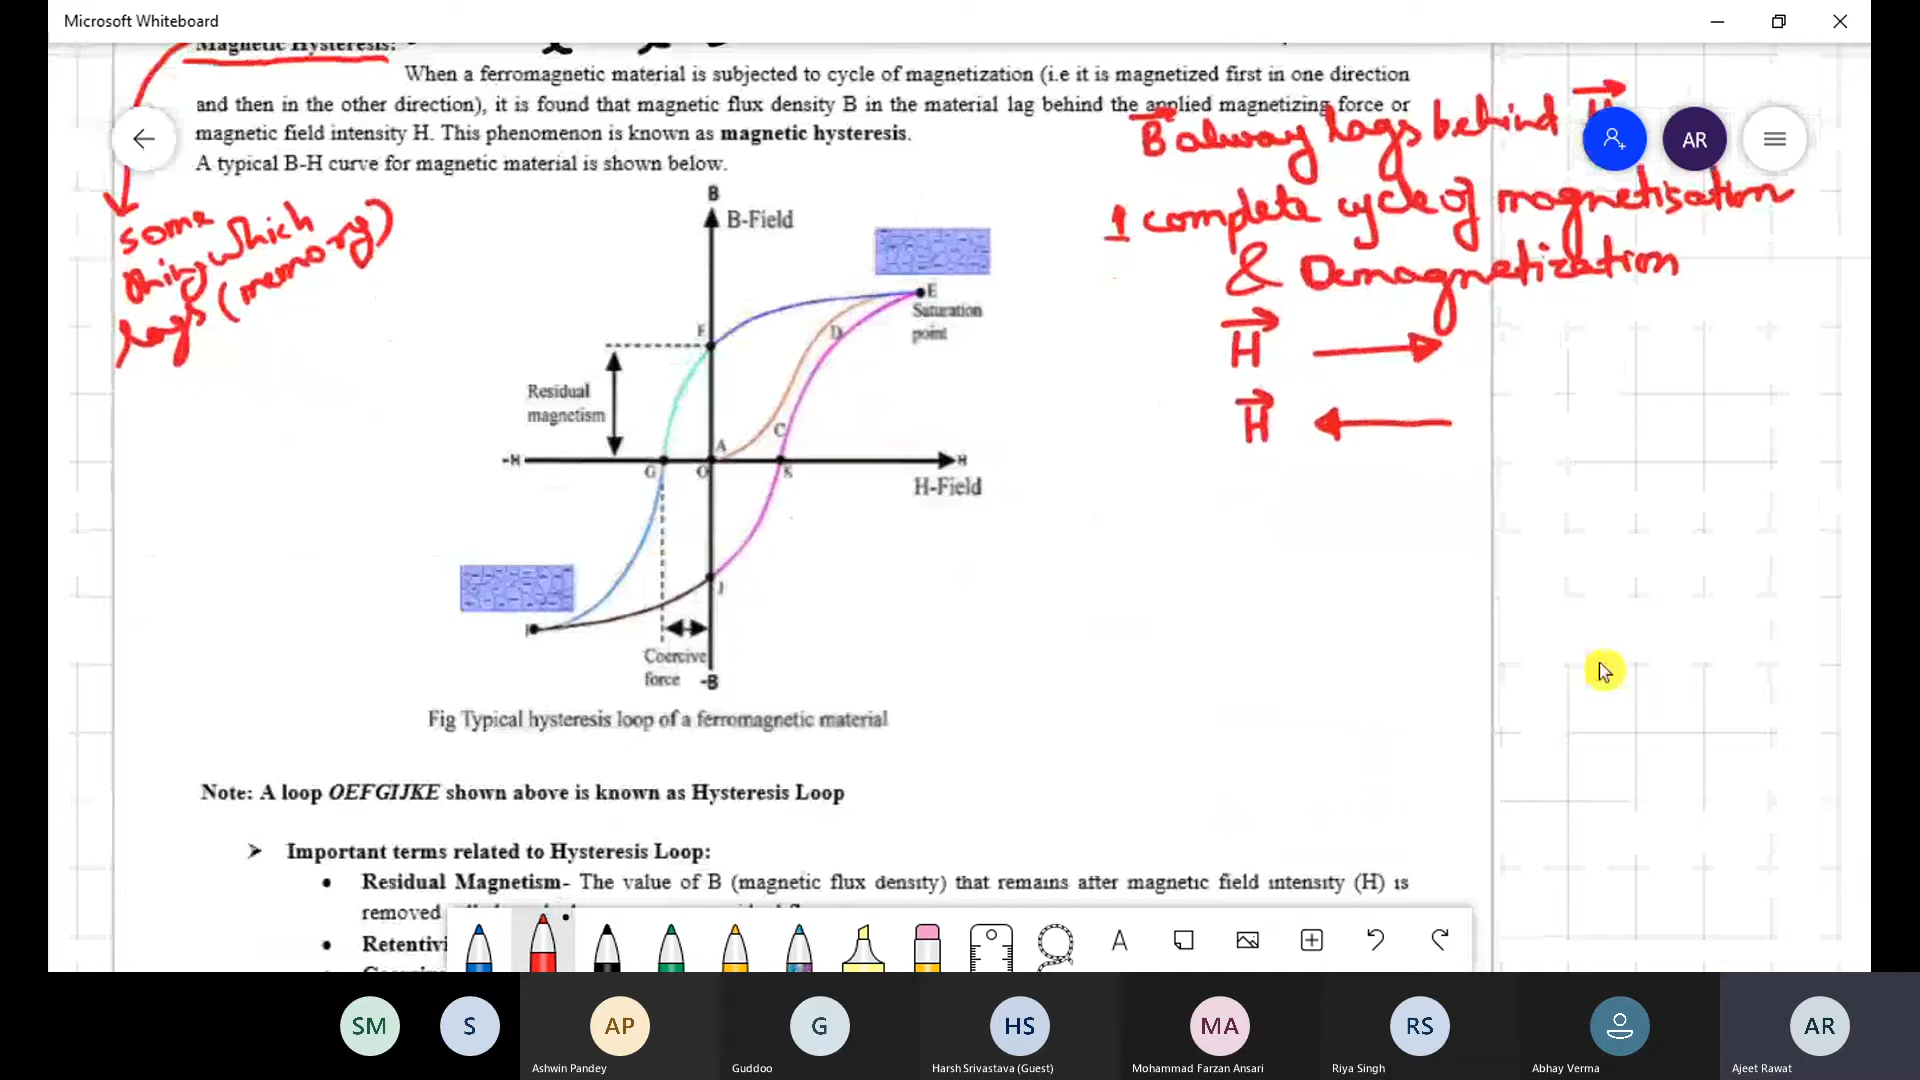 Microsoft Whiteboard
Magnetic Hysteresis:
When a ferromagnetic material is subjected to cycle of magnetization (i.e it is magnetized first in one direction
and then in the other direction), it is found that magnetic flux density B in the material lag behind the applied magnetizing force or
magnetic field intensity H. This phenomenon is known as magnetic hysteresis.
A typical B-H curve for magnetic material is shown below.
B alway lags behind H
1 complete cycle of magnetisation
& Demagnetization
H
H
some
thing which
lags (memory)
B
B-Field
E
Saturation
point
F
D
Residual
magnetism
C
A
-H
G
O
K
H
H-Field
J
I
Coercive
force
-B
Fig Typical hysteresis loop of a ferromagnetic material
Note: A loop OEFGIJKE shown above is known as Hysteresis Loop
Important terms related to Hysteresis Loop:
Residual Magnetism- The value of B (magnetic flux density) that remains after magnetic field intensity (H) is
removed
Retentivi
AR
SM
S
AP
G
HS
MA
RS
AR
Ashwin Pandey
Guddoo
Harsh Srivastava (Guest)
Mohammad Farzan Ansari
Riya Singh
Abhay Verma
Ajeet Rawat